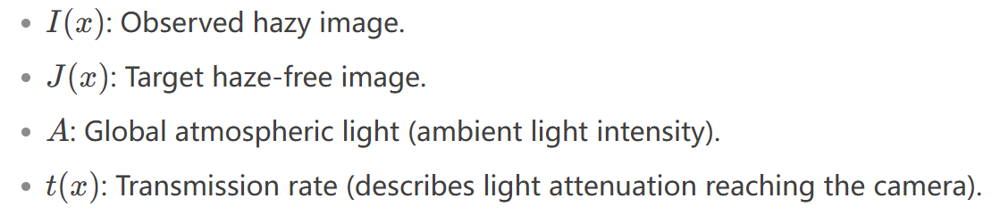 • I(x): Observed hazy image.
• J(x): Target haze-free image.
• A: Global atmospheric light (ambient light intensity).
• t(x): Transmission rate (describes light attenuation reaching the camera).